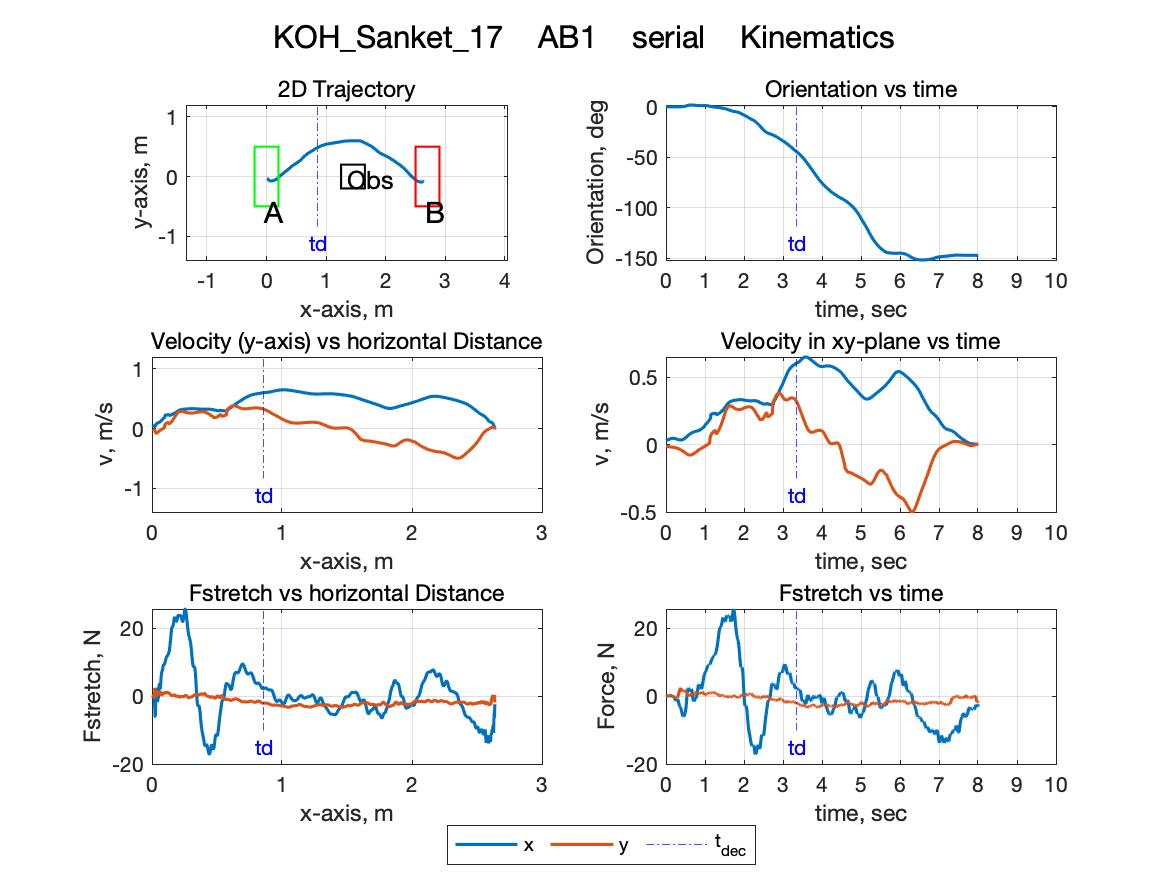 KOH_Sanket_17 AB1 serial Kinematics
2D Trajectory
y-axis, m
1
0
-1
A
Obs
B
td
-1 0 1 2 3 4
x-axis, m
Orientation vs time
Orientation, deg
0
-50
-100
-150
td
0 1 2 3 4 5 6 7 8 9 10
time, sec
Velocity (y-axis) vs horizontal Distance
v, m/s
1
0
-1
td
0 1 2 3
x-axis, m
Velocity in xy-plane vs time
v, m/s
0.5
0
-0.5
td
0 1 2 3 4 5 6 7 8 9 10
time, sec
Fstretch vs horizontal Distance
Fstretch, N
20
0
-20
td
0 1 2 3
x-axis, m
Fstretch vs time
Force, N
20
0
-20
td
0 1 2 3 4 5 6 7 8 9 10
time, sec
x y t_dec